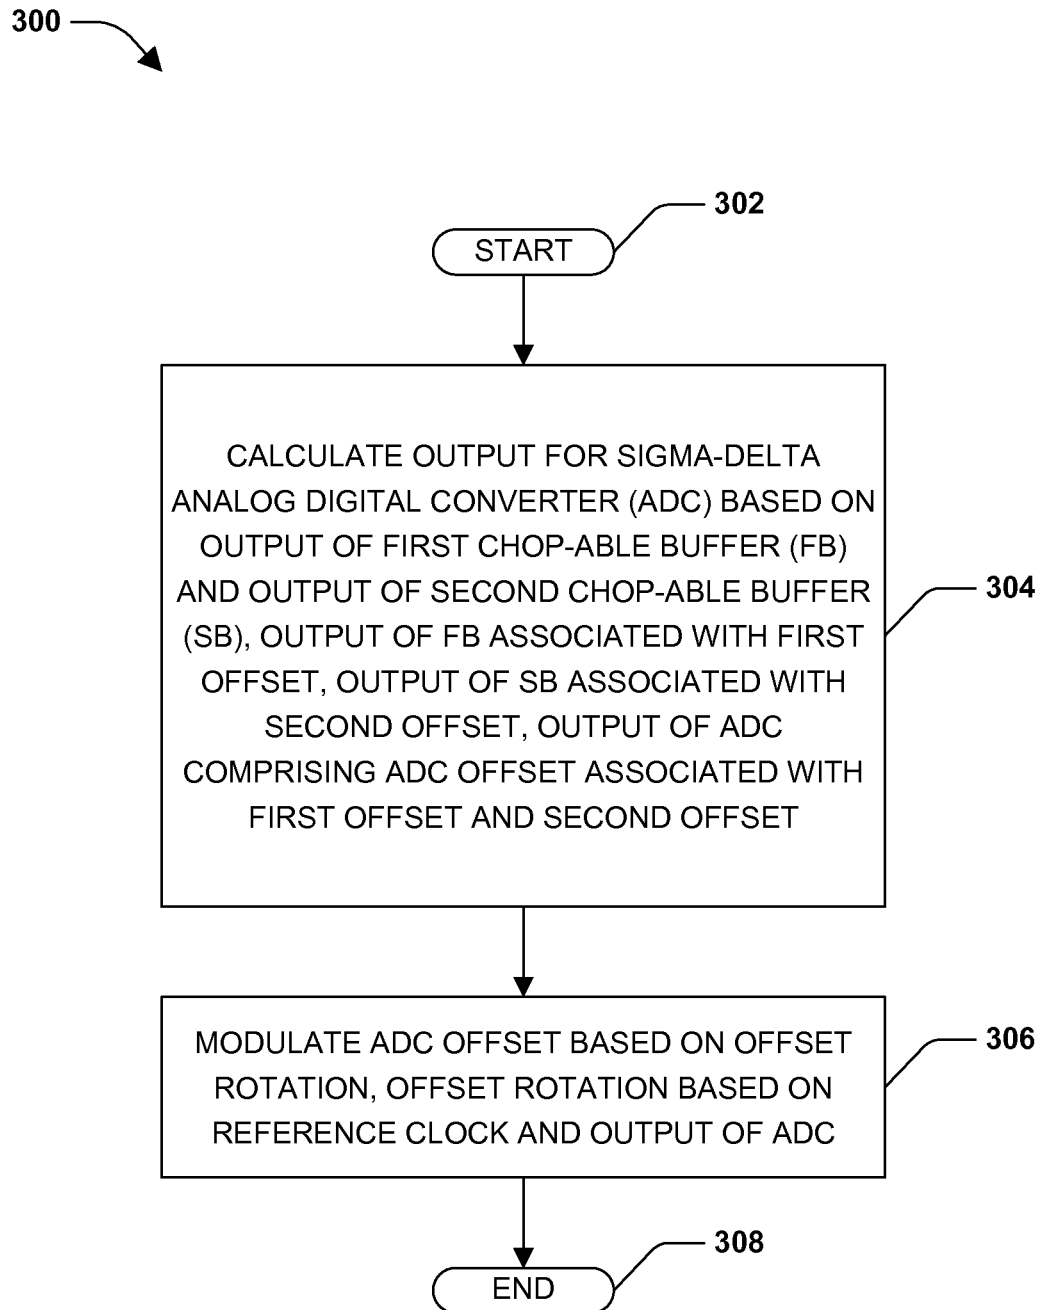 300
302
START
CALCULATE OUTPUT FOR SIGMA-DELTA
ANALOG DIGITAL CONVERTER (ADC) BASED ON
OUTPUT OF FIRST CHOP-ABLE BUFFER (FB)
AND OUTPUT OF SECOND CHOP-ABLE BUFFER
(SB), OUTPUT OF FB ASSOCIATED WITH FIRST
OFFSET, OUTPUT OF SB ASSOCIATED WITH
SECOND OFFSET, OUTPUT OF ADC
COMPRISING ADC OFFSET ASSOCIATED WITH
FIRST OFFSET AND SECOND OFFSET
304
MODULATE ADC OFFSET BASED ON OFFSET
ROTATION, OFFSET ROTATION BASED ON
REFERENCE CLOCK AND OUTPUT OF ADC
306
308
END